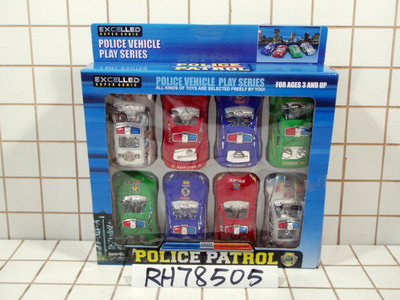 EXCELLED
SUPER SONIC
POLICE VEHICLE
PLAY SERIES
PATROL
EXCELLED
SUPER SONIC
POLICE VEHICLE PLAY SERIES
ALL KINDS OF TOYS ARE SELECTED FREELY BY YOU!
FOR AGES 3 AND UP
POLICE PATROL
RH78505